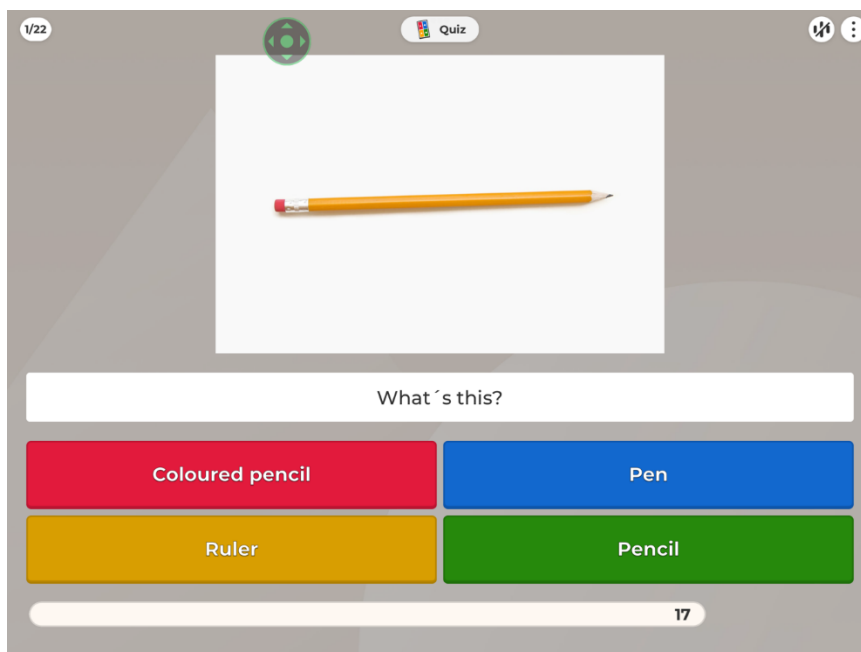 1/22
Quiz
What´s this?
Coloured pencil
Pen
Ruler
Pencil
17